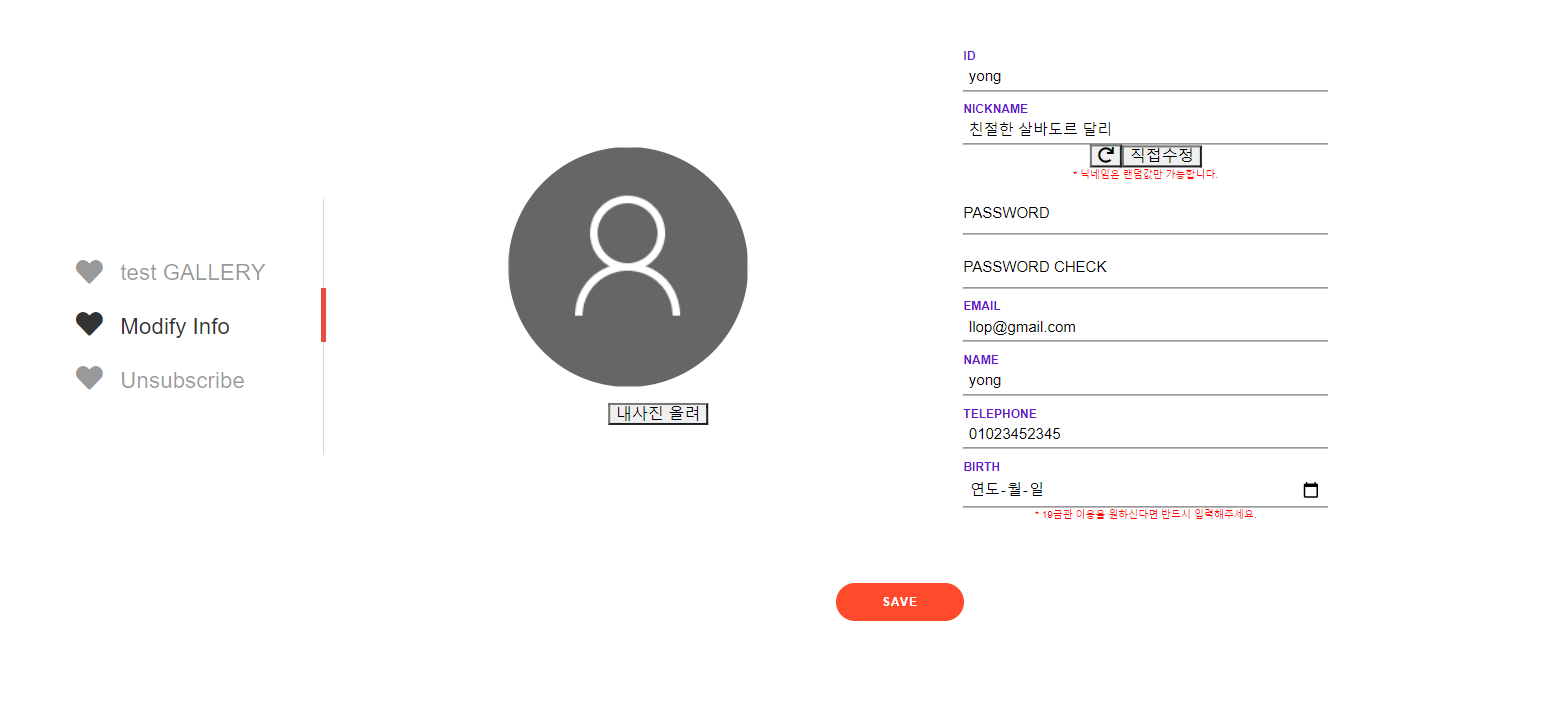 test GALLERY
Modify Info
Unsubscribe
내사진 올려
ID
yong
NICKNAME
친절한 살바도르 달리
직접수정
* 닉네임은 랜덤값만 가능합니다.
PASSWORD
PASSWORD CHECK
EMAIL
llop@gmail.com
NAME
yong
TELEPHONE
01023452345
BIRTH
연도-월-일
* 19금관 이용을 원하신다면 반드시 입력해주세요.
SAVE